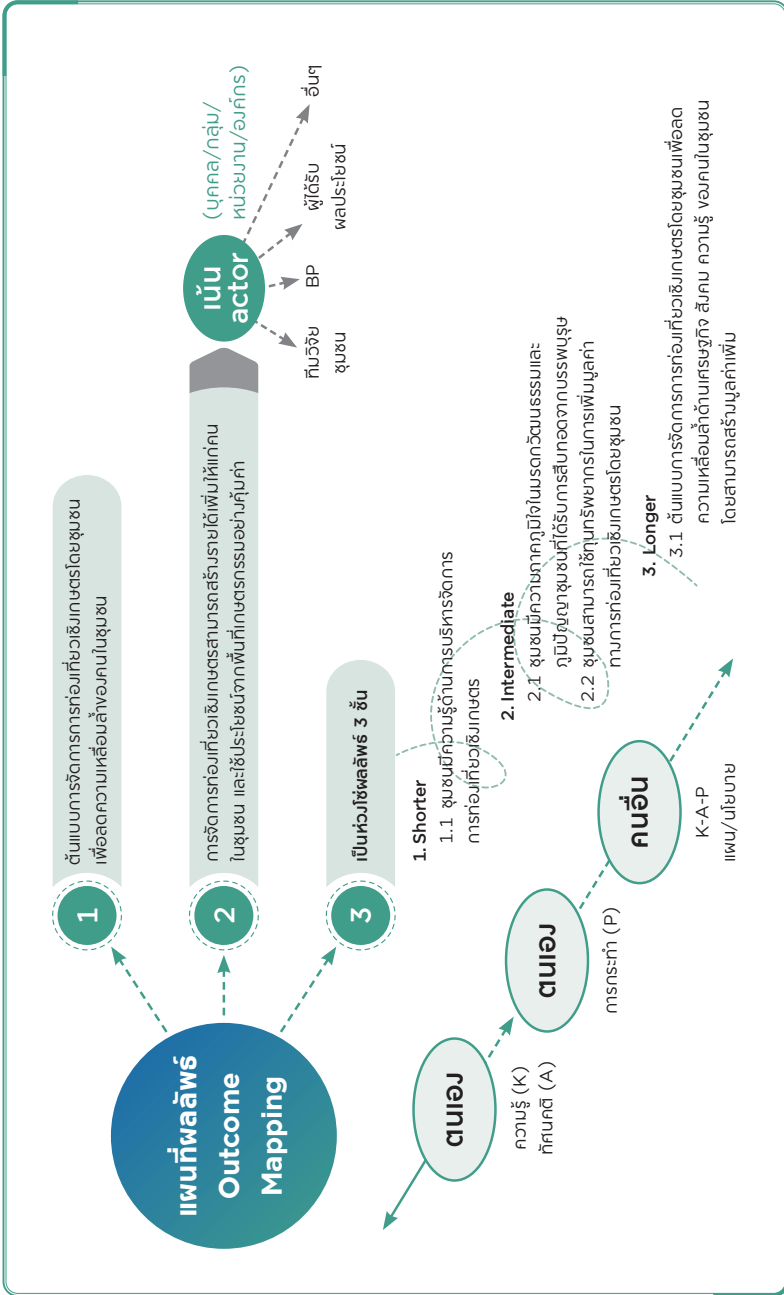 แผนที่ผลลัพธ์
Outcome
Mapping
1
ต้นแบบการจัดการการท่องเที่ยวเชิงเกษตรโดยชุมชน
เพื่อลดความเหลื่อมล้ำของคนในชุมชน
2
การจัดการท่องเที่ยวเชิงเกษตรสามารถสร้างรายได้เพิ่มให้แก่คน
ในชุมชน และใช้ประโยชน์จากพื้นที่เกษตรกรรมอย่างคุ้มค่า
เน้น
actor
(บุคคล/กลุ่ม/
หน่วยงาน/องค์กร)
ทีมวิจัย
ชุมชน
BP
ผู้ได้รับ
ผลประโยชน์
อื่นๆ
3
เป็นห่วงโซ่ผลลัพธ์ 3 ชั้น
1. Shorter
1.1 ชุมชนมีความรู้ด้านการบริหารจัดการ
การท่องเที่ยวเชิงเกษตร
2. Intermediate
2.1 ชุมชนมีความภาคภูมิใจในมรดกวัฒนธรรมและ
ภูมิปัญญาชุมชนที่ได้รับการสืบทอดจากบรรพบุรุษ
2.2 ชุมชนสามารถใช้ทุนทรัพยากรในการเพิ่มมูลค่า
ทางการท่องเที่ยวเชิงเกษตรโดยชุมชน
3. Longer
3.1 ต้นแบบการจัดการการท่องเที่ยวเชิงเกษตรโดยชุมชนเพื่อลด
ความเหลื่อมล้ำด้านเศรษฐกิจ สังคม ความรู้ ของคนในชุมชน
โดยสามารถสร้างมูลค่าเพิ่ม
ตนเอง
ความรู้ (K)
ทัศนคติ (A)
ตนเอง
การกระทำ (P)
คนอื่น
K-A-P
แผน/นโยบาย